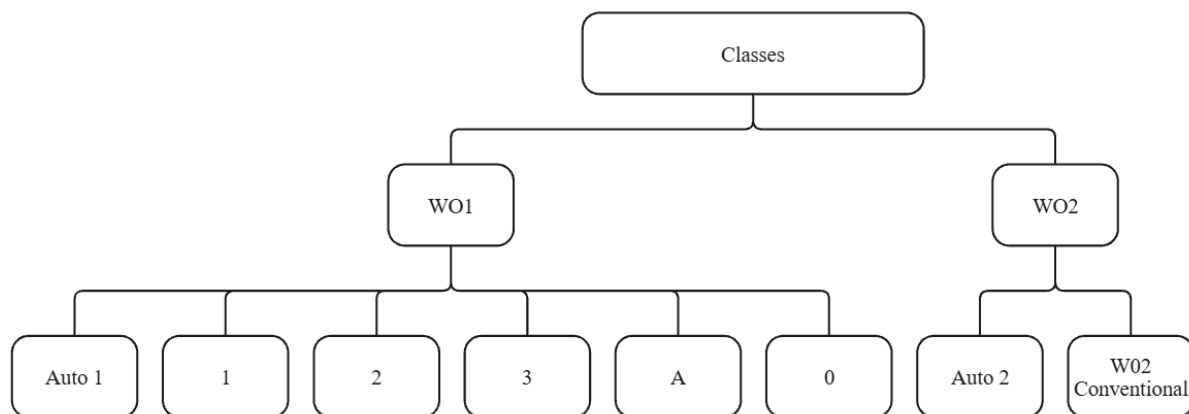 Classes
WO1
WO2
Auto 1
1
2
3
A
0
Auto 2
W02
Conventional